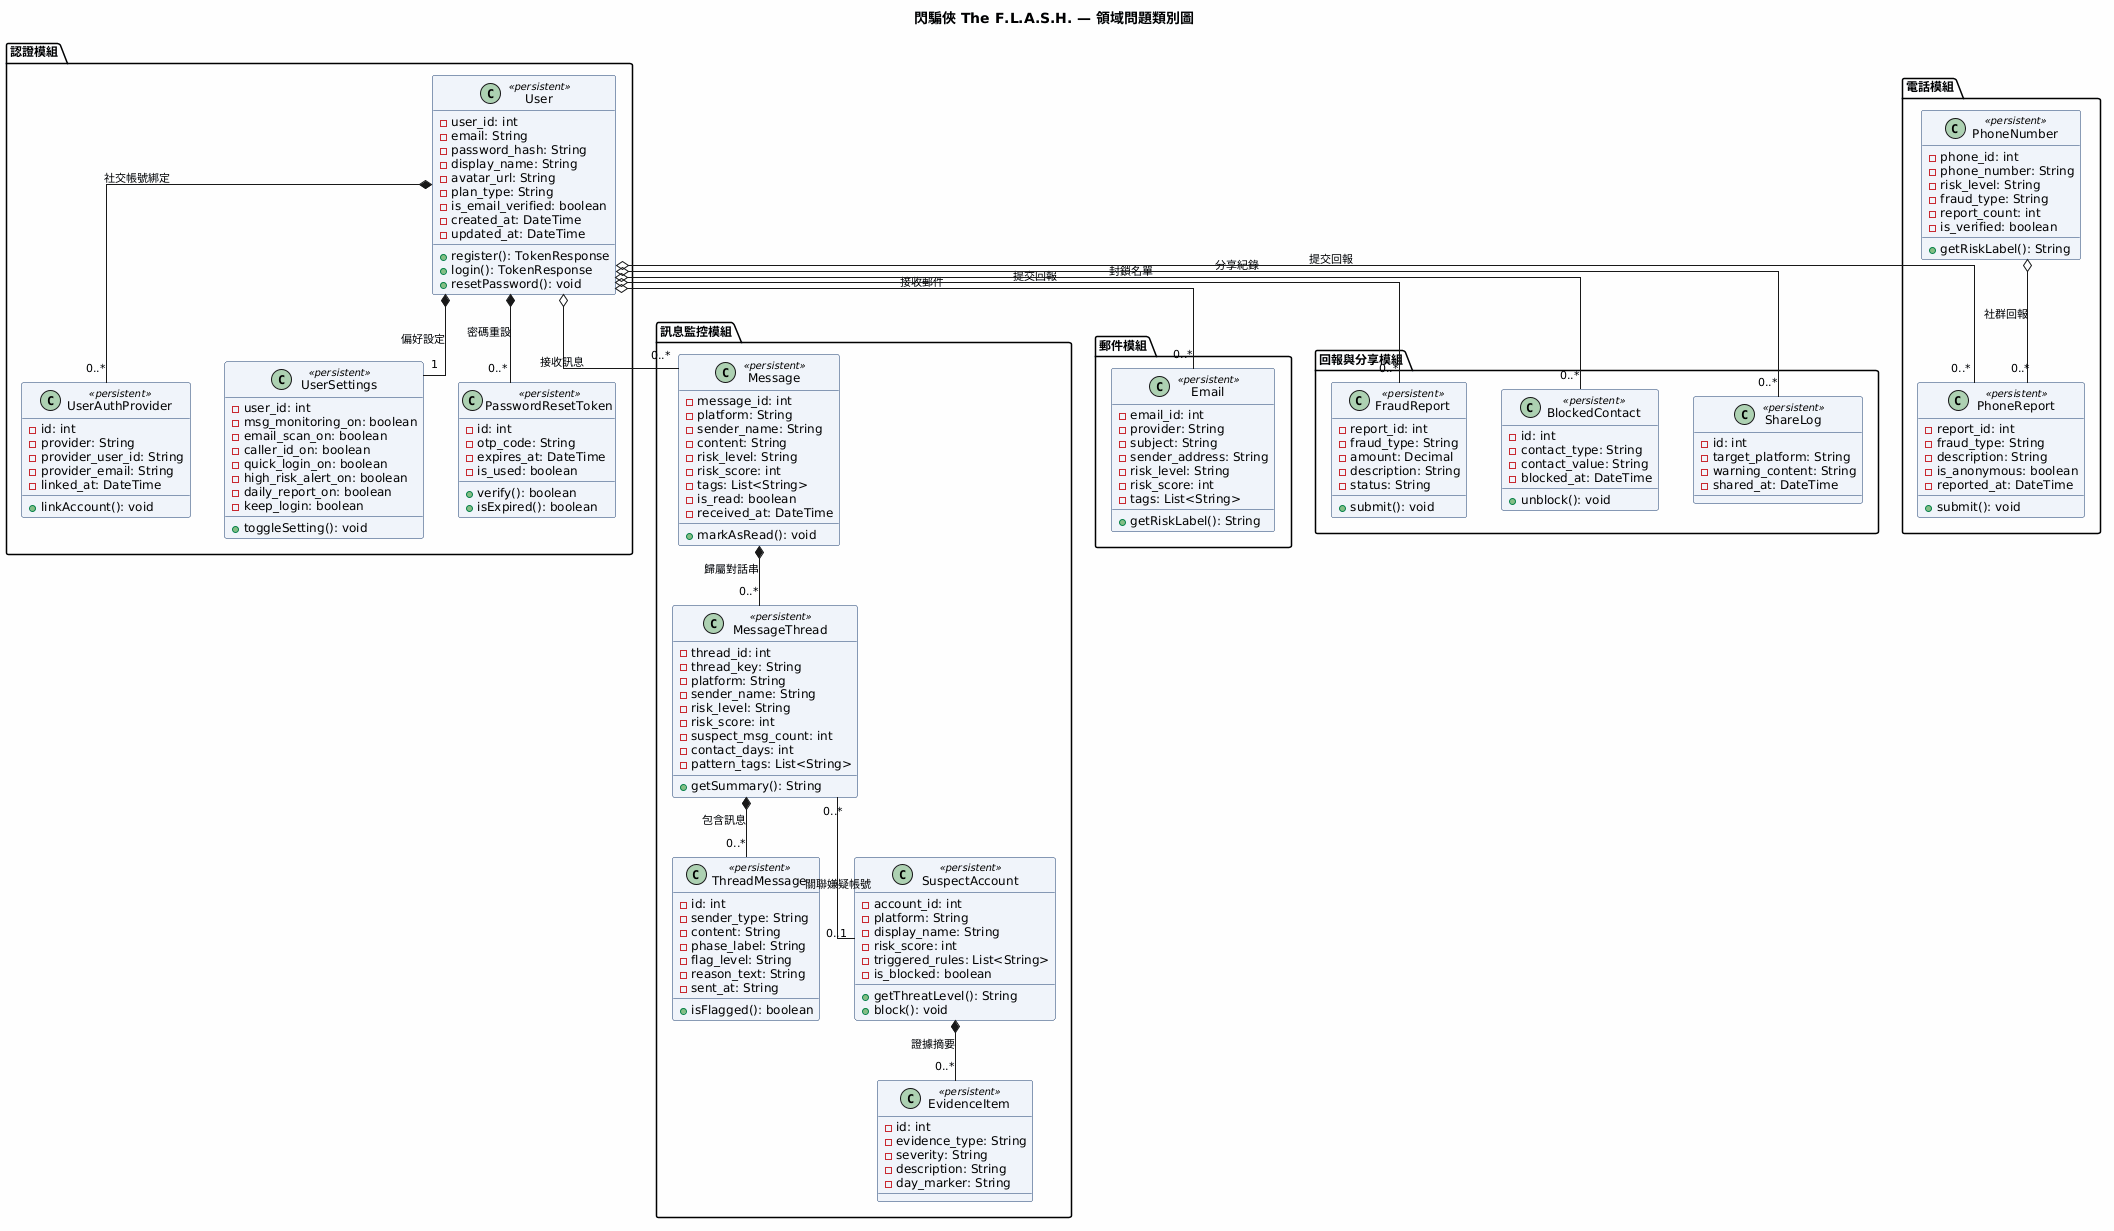 閃騙俠 The F.L.A.S.H. — 領域問題類別圖
認證模組
C
«persistent»
User
user_id: int
email: String
password_hash: String
display_name: String
avatar_url: String
plan_type: String
is_email_verified: boolean
created_at: DateTime
updated_at: DateTime
register(): TokenResponse
login(): TokenResponse
resetPassword(): void
社交帳號綁定
0..*
偏好設定
1
密碼重設
0..*
接收訊息
0..*
接收郵件
0..*
提交回報
0..*
封鎖名單
0..*
分享紀錄
0..*
提交回報
0..*
C
«persistent»
UserAuthProvider
id: int
provider: String
provider_user_id: String
provider_email: String
linked_at: DateTime
linkAccount(): void
C
«persistent»
UserSettings
user_id: int
msg_monitoring_on: boolean
email_scan_on: boolean
caller_id_on: boolean
quick_login_on: boolean
high_risk_alert_on: boolean
daily_report_on: boolean
keep_login: boolean
toggleSetting(): void
C
«persistent»
PasswordResetToken
id: int
otp_code: String
expires_at: DateTime
is_used: boolean
verify(): boolean
isExpired(): boolean
訊息監控模組
C
«persistent»
Message
message_id: int
platform: String
sender_name: String
content: String
risk_level: String
risk_score: int
tags: List<String>
is_read: boolean
received_at: DateTime
markAsRead(): void
歸屬對話串
0..*
C
«persistent»
MessageThread
thread_id: int
thread_key: String
platform: String
sender_name: String
risk_level: String
risk_score: int
suspect_msg_count: int
contact_days: int
pattern_tags: List<String>
getSummary(): String
包含訊息
0..*
0..*
關聯嫌疑帳號
0..1
C
«persistent»
ThreadMessage
id: int
sender_type: String
content: String
phase_label: String
flag_level: String
reason_text: String
sent_at: String
isFlagged(): boolean
C
«persistent»
SuspectAccount
account_id: int
platform: String
display_name: String
risk_score: int
triggered_rules: List<String>
is_blocked: boolean
getThreatLevel(): String
block(): void
證據摘要
0..*
C
«persistent»
EvidenceItem
id: int
evidence_type: String
severity: String
description: String
day_marker: String
郵件模組
C
«persistent»
Email
email_id: int
provider: String
subject: String
sender_address: String
risk_level: String
risk_score: int
tags: List<String>
getRiskLabel(): String
回報與分享模組
C
«persistent»
FraudReport
report_id: int
fraud_type: String
amount: Decimal
description: String
status: String
submit(): void
C
«persistent»
BlockedContact
id: int
contact_type: String
contact_value: String
blocked_at: DateTime
unblock(): void
C
«persistent»
ShareLog
id: int
target_platform: String
warning_content: String
shared_at: DateTime
電話模組
C
«persistent»
PhoneNumber
phone_id: int
phone_number: String
risk_level: String
fraud_type: String
report_count: int
is_verified: boolean
getRiskLabel(): String
社群回報
0..*
C
«persistent»
PhoneReport
report_id: int
fraud_type: String
description: String
is_anonymous: boolean
reported_at: DateTime
submit(): void